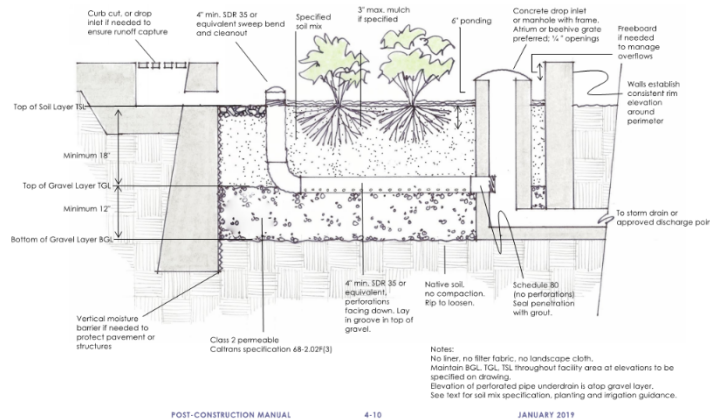 Curb cut, or drop
inlet if needed to
ensure runoff capture
4" min. SDR 35 or
equivalent sweep bend
and cleanout
Specified
soil mix
3" max. mulch
if specified
6" ponding
Concrete drop inlet
or manhole with frame.
Atrium or beehive grate
preferred; ¼ " openings
Freeboard
if needed
to manage
overflows
Walls establish
consistent rim
elevation
around
perimeter
Top of Soil Layer TSL
Minimum 18"
Top of Gravel Layer TGL
Minimum 12"
Bottom of Gravel Layer BGL
To storm drain or
approved discharge poir
Vertical moisture
barrier if needed to
protect pavement or
structures
Class 2 permeable
Caltrans specification 68-2.02F(3)
4" min. SDR 35 or
equivalent,
perforations
facing down. Lay
in groove in top of
gravel.
Native soil,
no compaction.
Rip to loosen.
Schedule 80
(no perforations)
Seal penetration
with grout.
Notes:
No liner, no filter fabric, no landscape cloth.
Maintain BGL, TGL, TSL throughout facility area at elevations to be
specified on drawing.
Elevation of perforated pipe underdrain is atop gravel layer.
See text for soil mix specification, planting and irrigation guidance.
POST-CONSTRUCTION MANUAL 4-10 JANUARY 2019